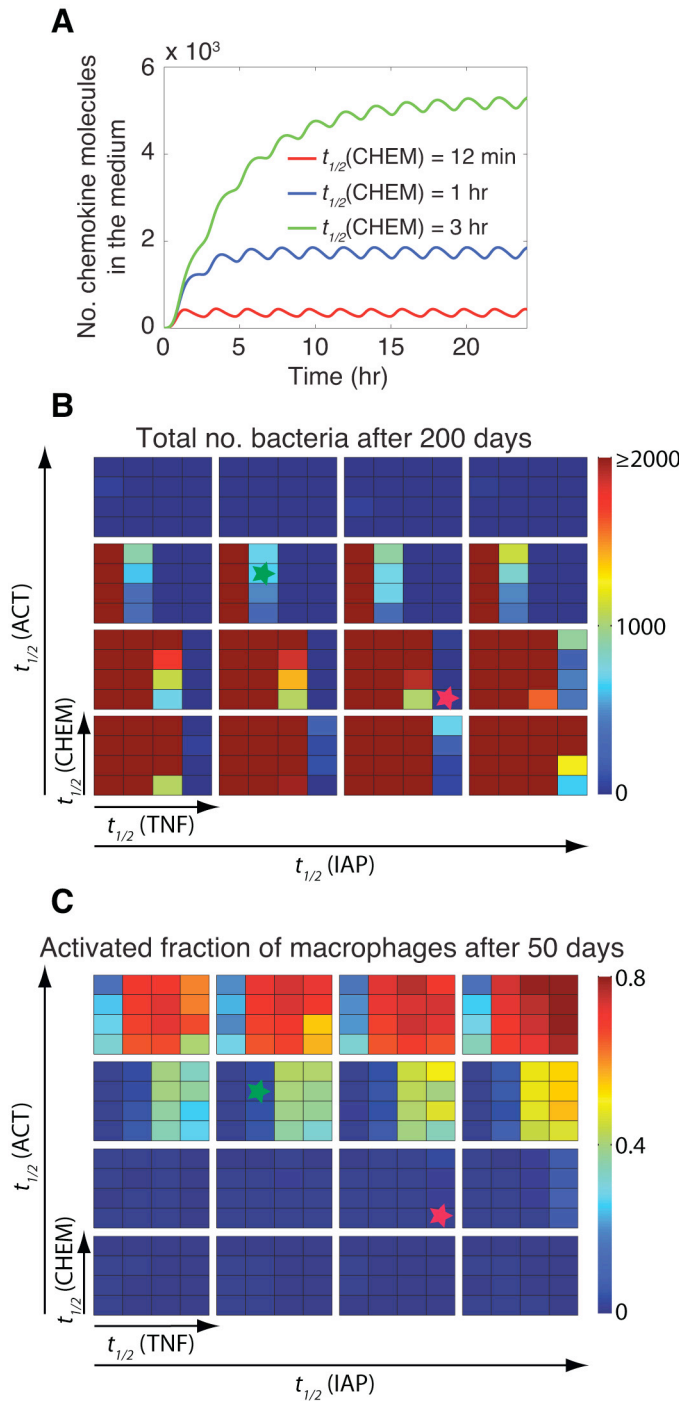 A
x 10³
6
4
2
0
No. chemokine molecules
in the medium
t1/2(CHEM) = 12 min
t1/2(CHEM) = 1 hr
t1/2(CHEM) = 3 hr
0 5 10 15 20
Time (hr)
B
Total no. bacteria after 200 days
≥2000
1000
0
t1/2(ACT)
t1/2(CHEM)
t1/2(TNF)
t1/2(IAP)
C
Activated fraction of macrophages after 50 days
0.8
0.4
0
t1/2(ACT)
t1/2(CHEM)
t1/2(TNF)
t1/2(IAP)